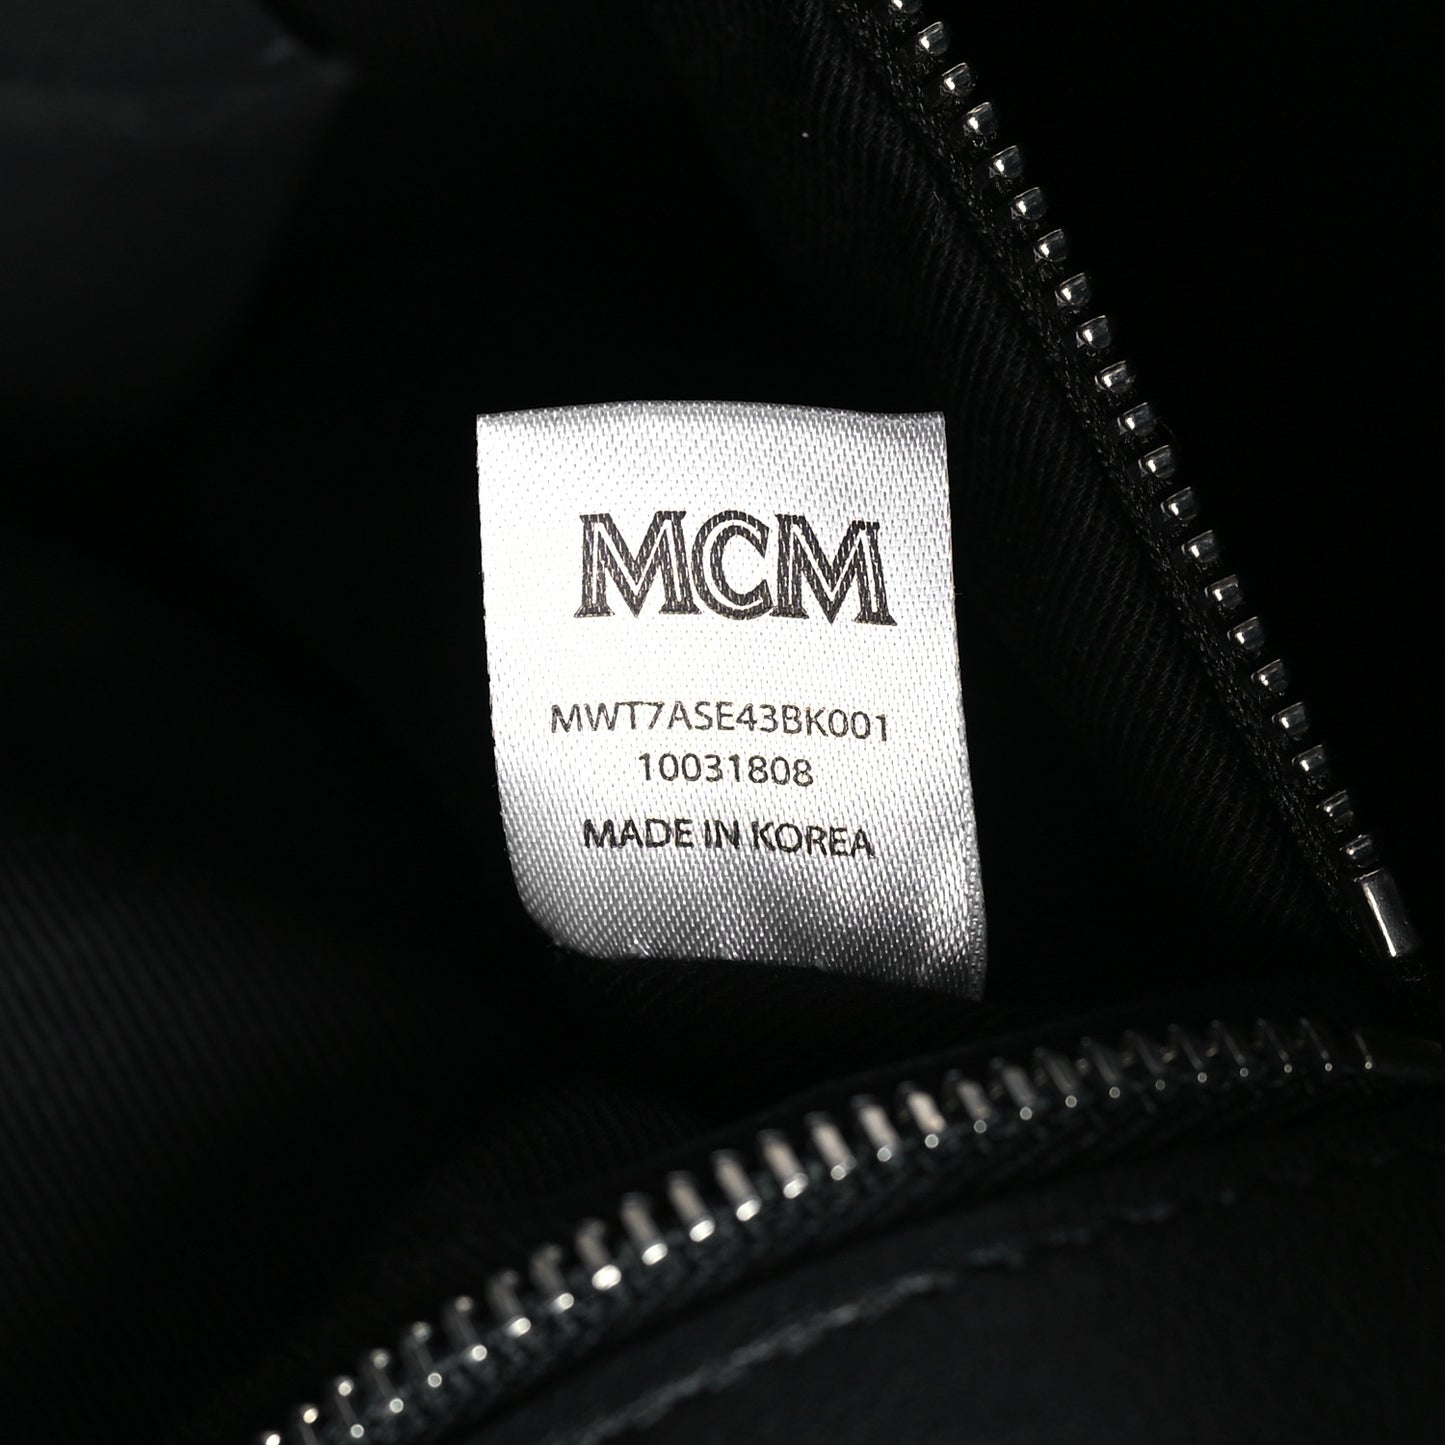 MCM
MWT7ASE43BK001
10031808
MADE IN KOREA